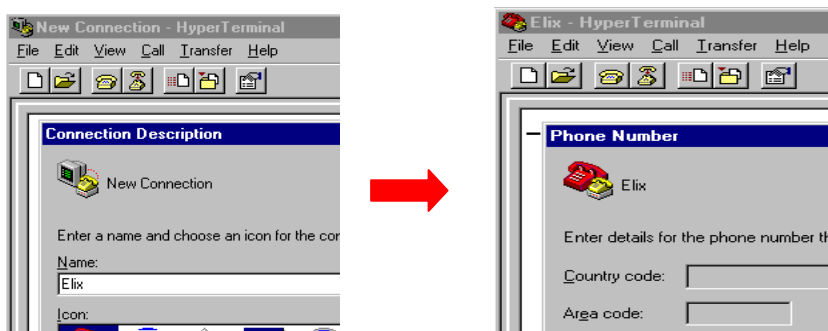 New Connection - HyperTerminal
File Edit View Call Transfer Help
Connection Description
New Connection
Enter a name and choose an icon for the
Name:
Elix
Icon:
Elix - HyperTerminal
File Edit View Call Transfer Help
Phone Number
Elix
Enter details for the phone number
Country code:
Area code: